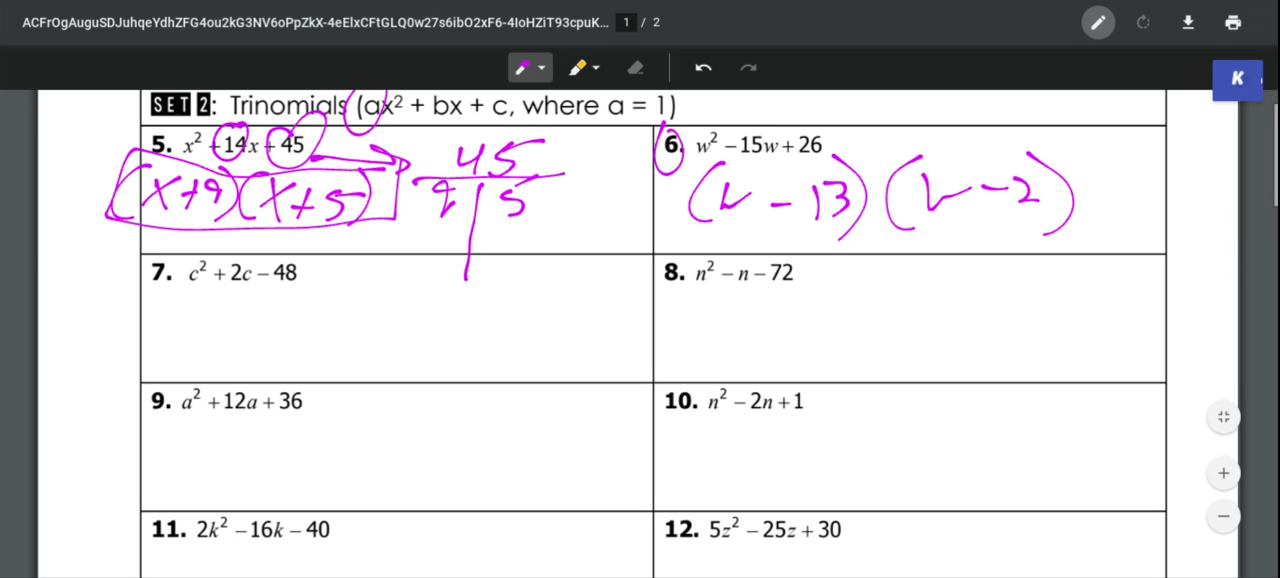 ACFrOgAuguSDJuhqeYdhZFG4ou2kG3NV6oPpZkX-4eElxCFtGLQ0w27s6ibO2xF6-4IoHZiT93cpuK... 1 / 2
K
SET 2: Trinomials (ax² + bx + c, where a = 1)
5. x² + 14x + 45
45
(x+9)(x+5)
9 5
6. w² – 15w + 26
(w – 13) (w – 2)
7. c² + 2c – 48
8. n² – n – 72
9. a² + 12a + 36
10. n² – 2n + 1
11. 2k² – 16k – 40
12. 5z² – 25z + 30